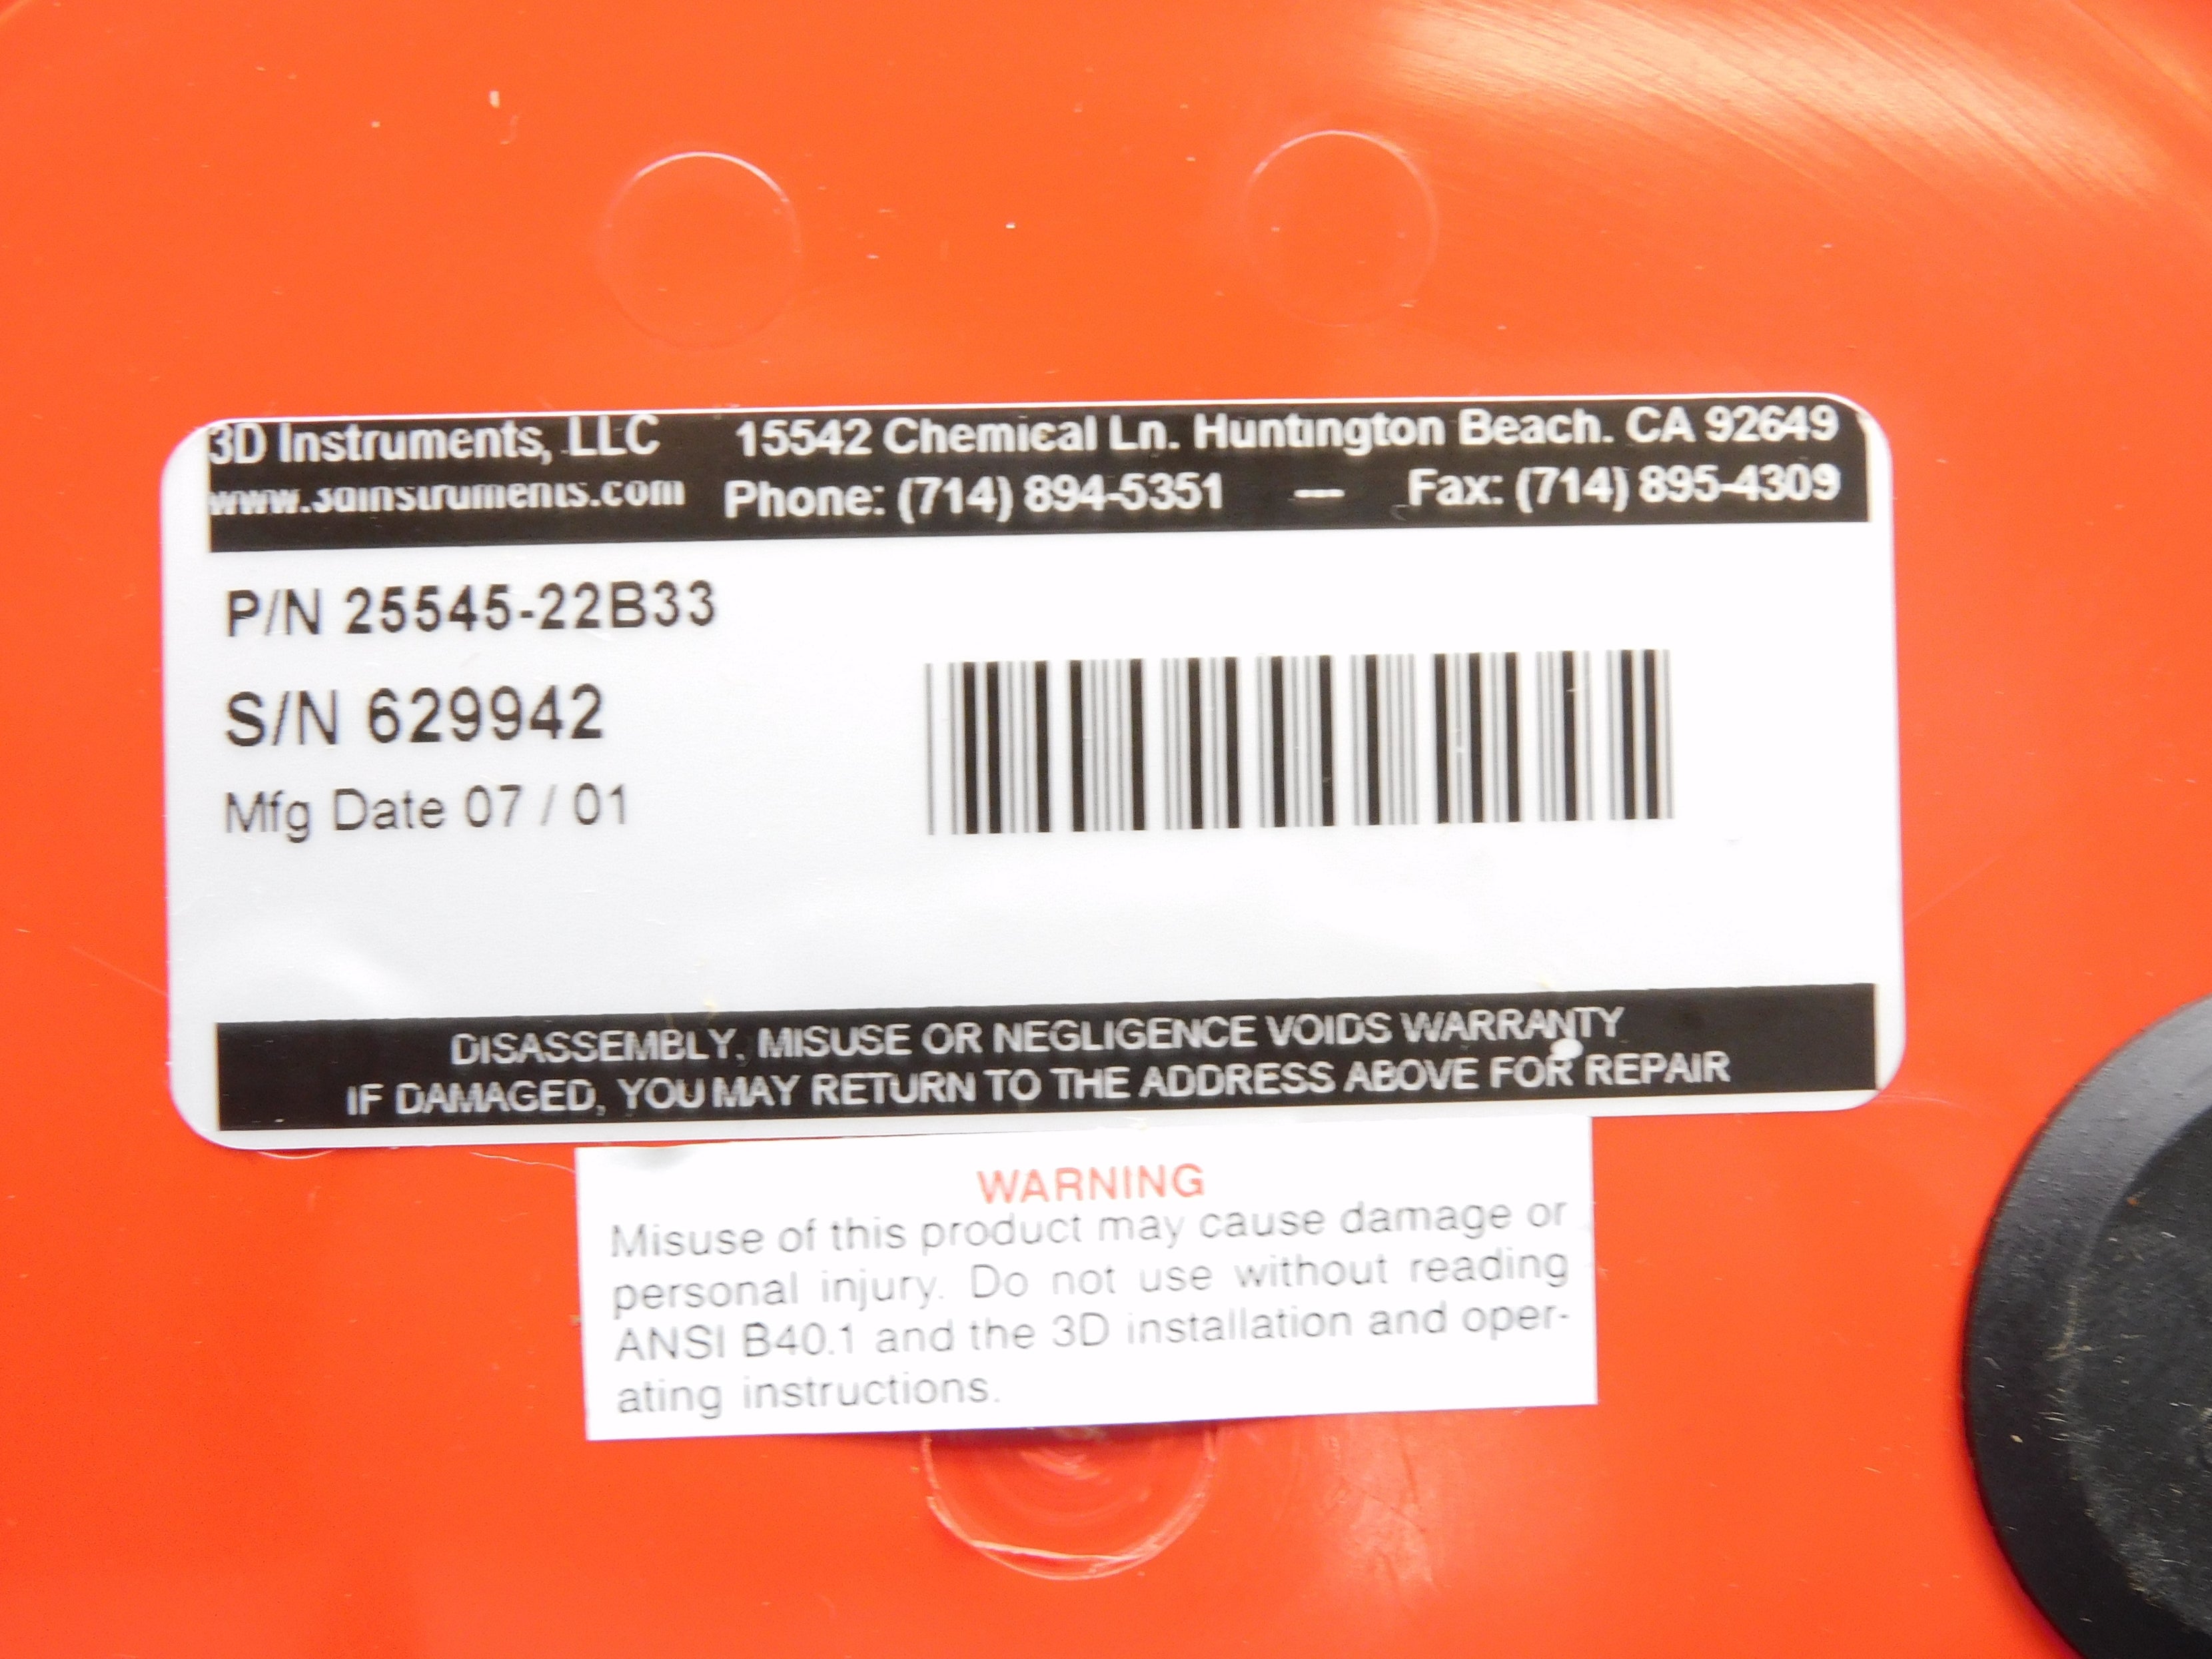 3D Instruments, LLC 15542 Chemical Ln. Huntington Beach. CA 92649
www.3dinstruments.com Phone: (714) 894-5351 — Fax: (714) 895-4309
P/N 25545-22B33
S/N 629942
Mfg Date 07 / 01
DISASSEMBLY, MISUSE OR NEGLIGENCE VOIDS WARRANTY
IF DAMAGED, YOU MAY RETURN TO THE ADDRESS ABOVE FOR REPAIR
WARNING
Misuse of this product may cause damage or
personal injury. Do not use without reading
ANSI B40.1 and the 3D installation and oper-
ating instructions.